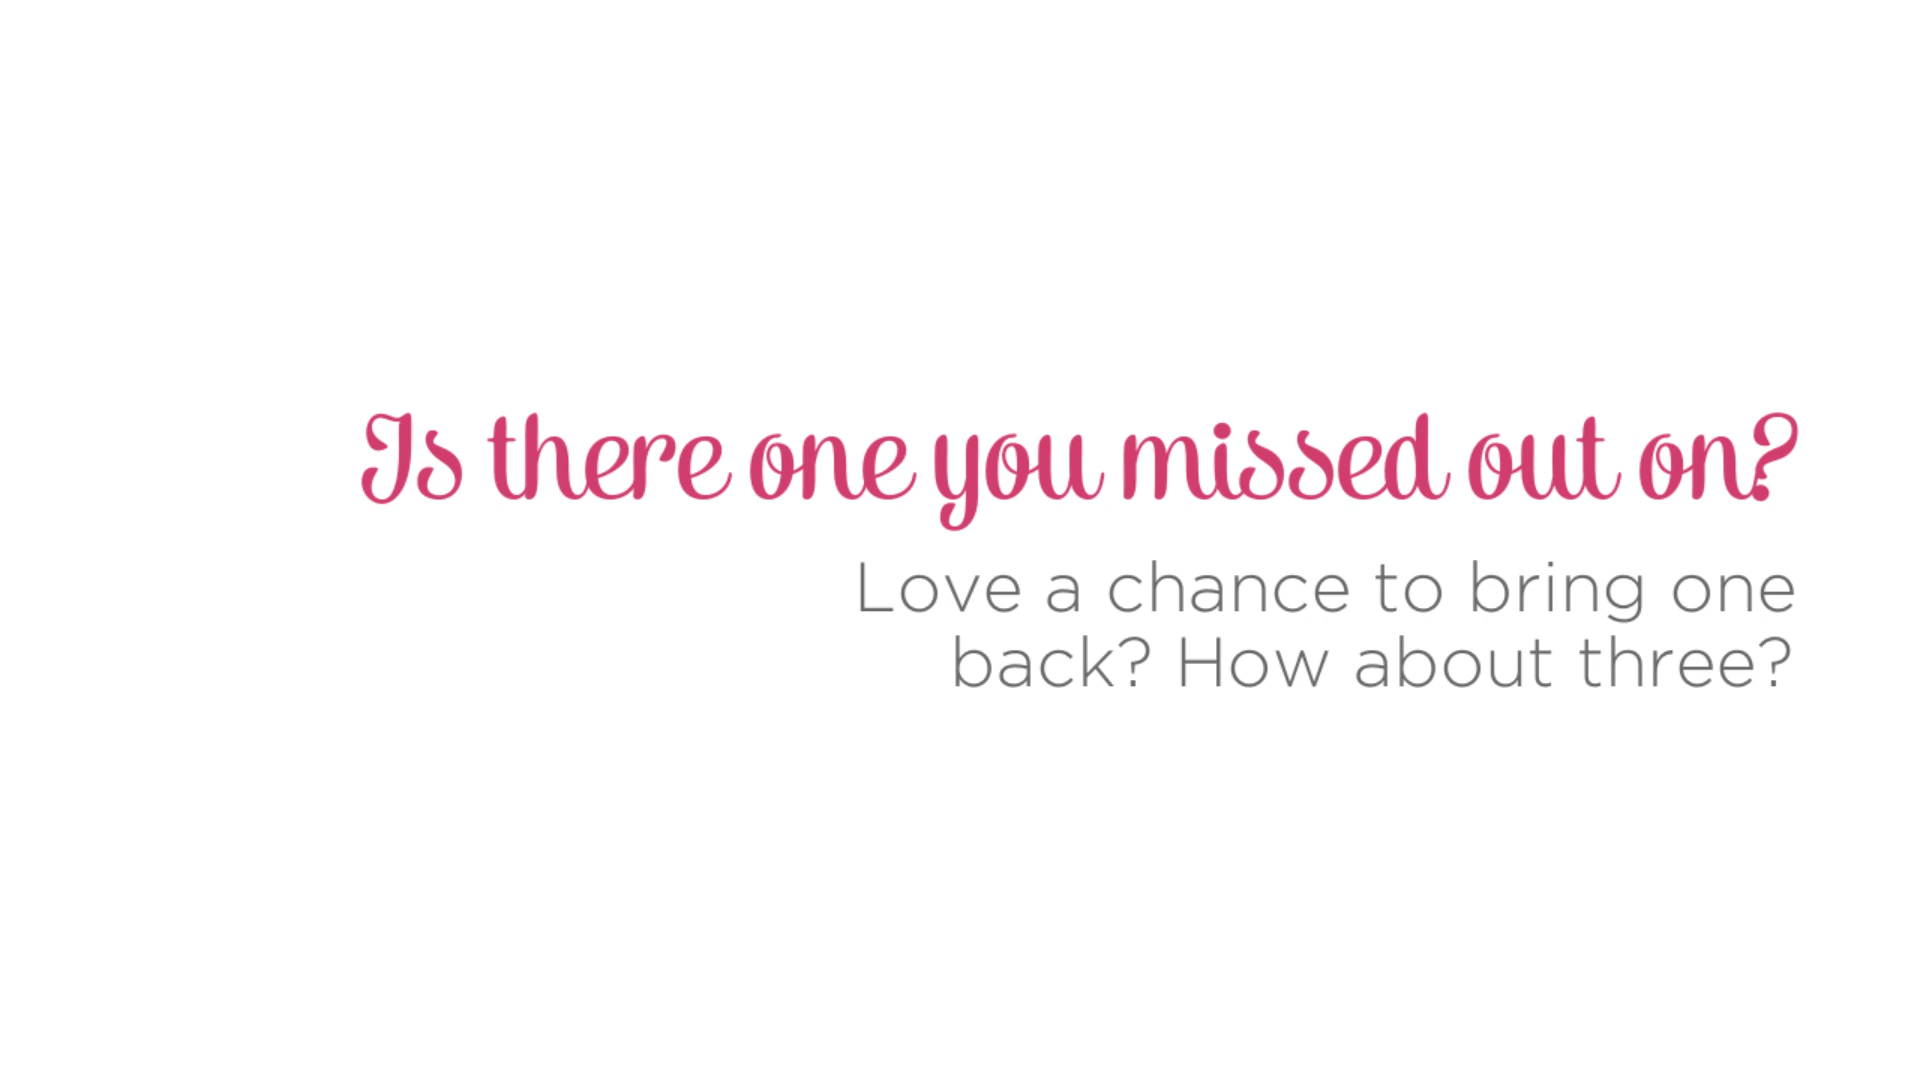 Is there one you missed out on?
Love a chance to bring one
back? How about three?